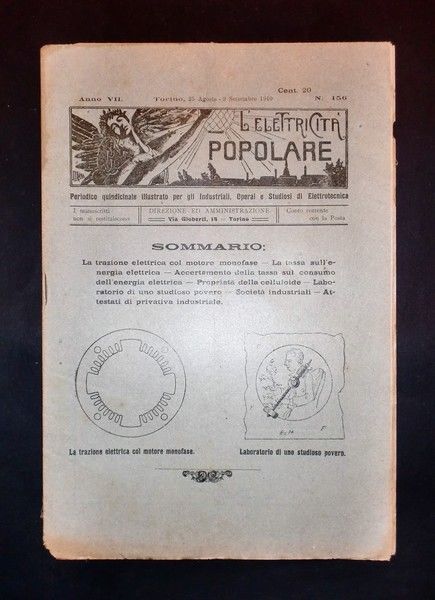 Cent. 20
Anno VII. Torino, 25 Agosto - 9 Settembre 1910 N. 156
L'ELETTRICITÀ
POPOLARE
Periodico quindicinale illustrato per gli Industriali, Operai e Studiosi di Elettrotecnica
I manoscritti
non si restituiscono
DIREZIONE ED AMMINISTRAZIONE
Via Gioberti, 18 - Torino
Conto corrente
con la Posta
SOMMARIO:
La trazione elettrica col motore monofase — La tassa sull'e-
nergia elettrica — Accertamento della tassa sul consumo
dell'energia elettrica — Proprietà della celluloide — Labo-
ratorio di uno studioso povero — Società industriali — At-
testati di privativa industriale.
La trazione elettrica col motore monofase.
Laboratorio di uno studioso povero.